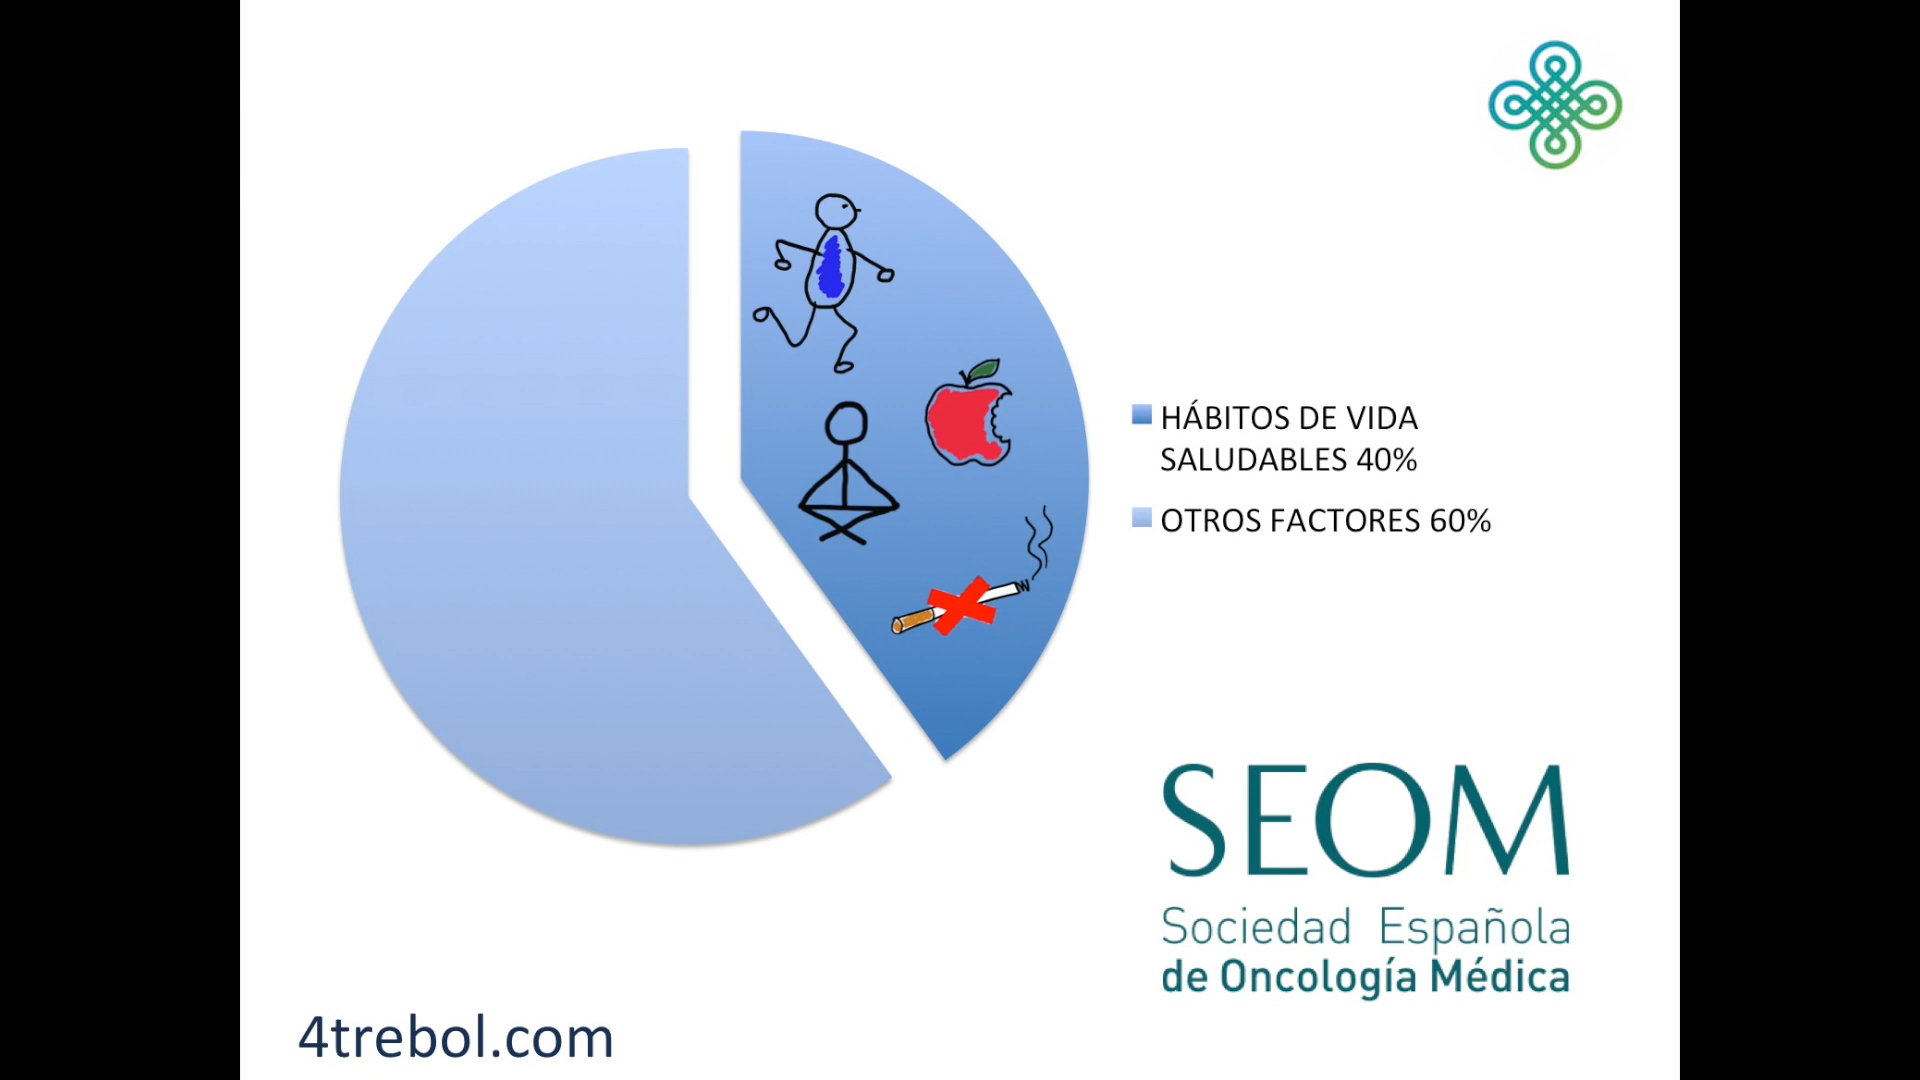 HÁBITOS DE VIDA
SALUDABLES 40%
OTROS FACTORES 60%
SEOM
Sociedad Española
de Oncología Médica
4trebol.com